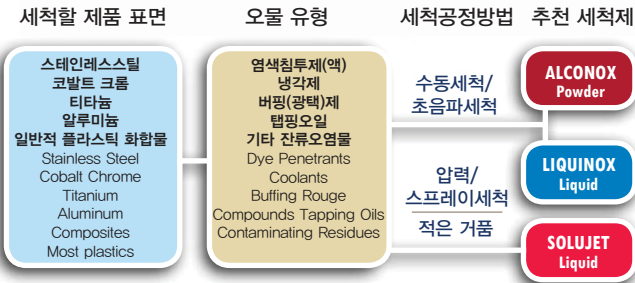 세척할 제품 표면
오물 유형
세척공정방법
추천 세척제
스테인레스스틸
코발트 크롬
티타늄
알루미늄
일반적 플라스틱 화합물
Stainless Steel
Cobalt Chrome
Titanium
Aluminum
Composites
Most plastics
염색침투제(액)
냉각제
버핑(광택)제
탭핑오일
기타 잔류오염물
Dye Penetrants
Coolants
Buffing Rouge
Compounds Tapping Oils
Contaminating Residues
수동세척/
초음파세척
압력/
스프레이세척
적은 거품
ALCONOX
Powder
LIQUINOX
Liquid
SOLUJET
Liquid